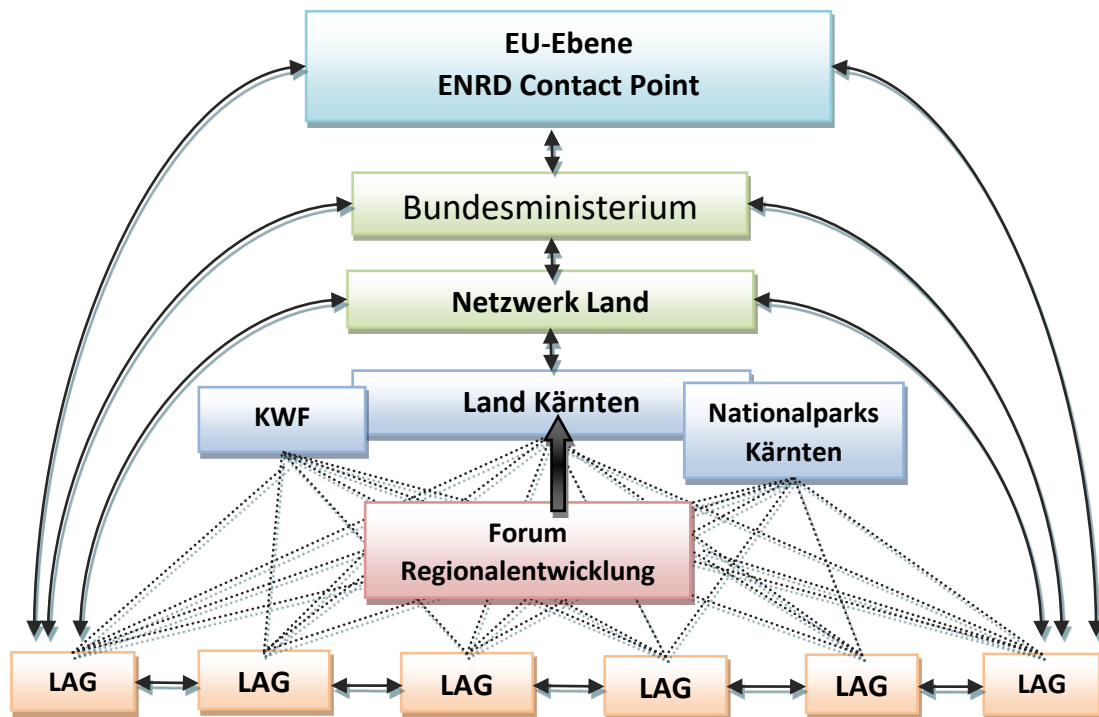 EU-Ebene
ENRD Contact Point
Bundesministerium
Netzwerk Land
Land Kärnten
KWF
Nationalparks
Kärnten
Forum
Regionalentwicklung
LAG
LAG
LAG
LAG
LAG
LAG